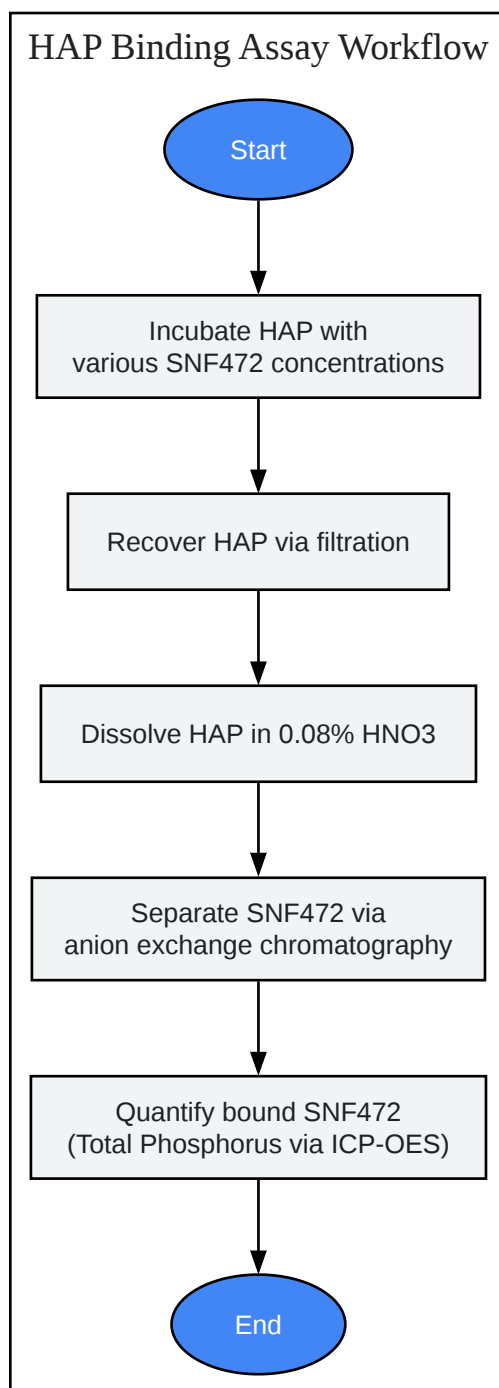 HAP Binding Assay Workflow
Start
Incubate HAP with
various SNF472 concentrations
Recover HAP via filtration
Dissolve HAP in 0.08% HNO3
Separate SNF472 via
anion exchange chromatography
Quantify bound SNF472
(Total Phosphorus via ICP-OES)
End